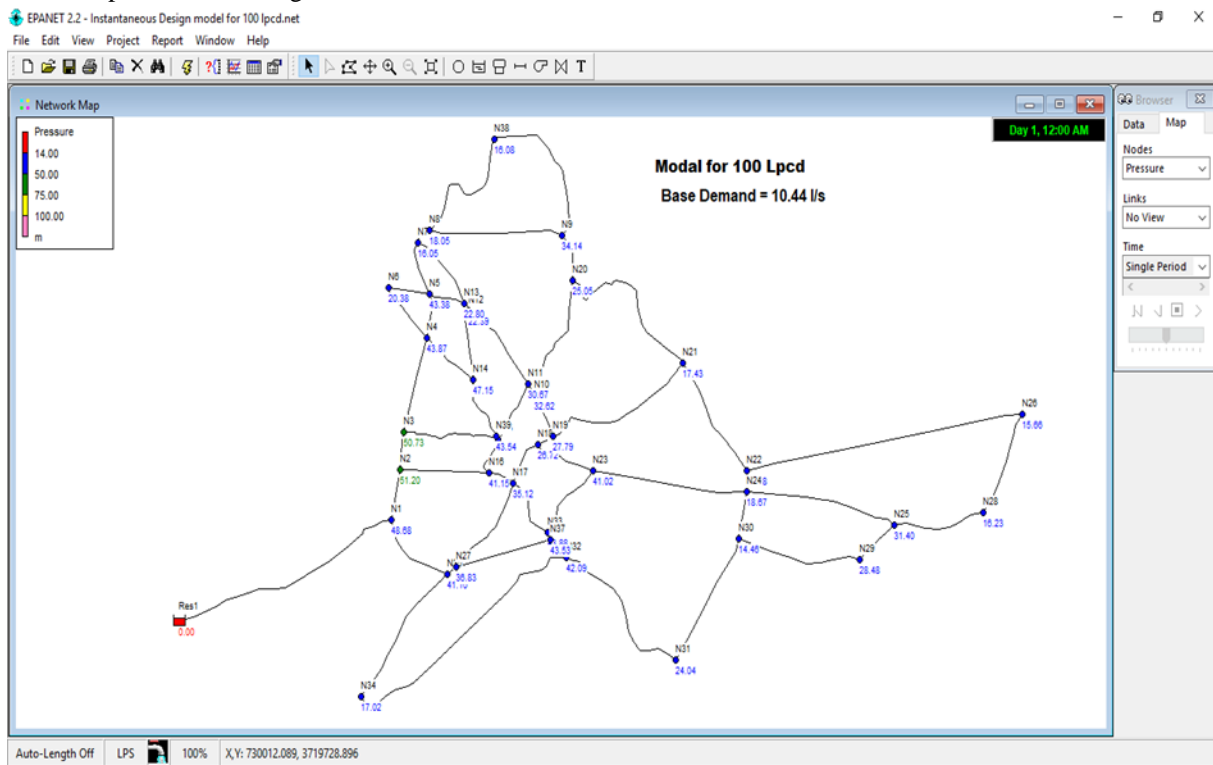 EPANET 2.2 - Instantaneous Design model for 100 lpcd.net
File Edit View Project Report Window Help
T
Network Map
Day 1, 12:00 AM
Pressure
14.00
50.00
75.00
100.00
m
Modal for 100 Lpcd
Base Demand = 10.44 l/s
Browser
Data Map
Nodes
Pressure
Links
No View
Time
Single Period
N38
16.08
N8
18.05
N7
16.05
N9
34.14
N20
25.05
N6
20.38
N5
43.38
N13
22.80
N4
43.87
N14
47.15
N21
17.43
N11
30.67
N10
32.62
N3
50.73
N39
43.54
N19
27.79
N26
15.66
N2
51.20
N16
41.15
N17
35.12
N23
41.02
N22
N24
18.67
N1
48.68
N28
16.23
N25
31.40
N37
43.53
N30
14.46
N29
28.48
N27
36.83
42.09
Res1
0.00
N31
24.04
N34
17.02
Auto-Length Off LPS 100% X,Y: 730012.089, 3719728.896